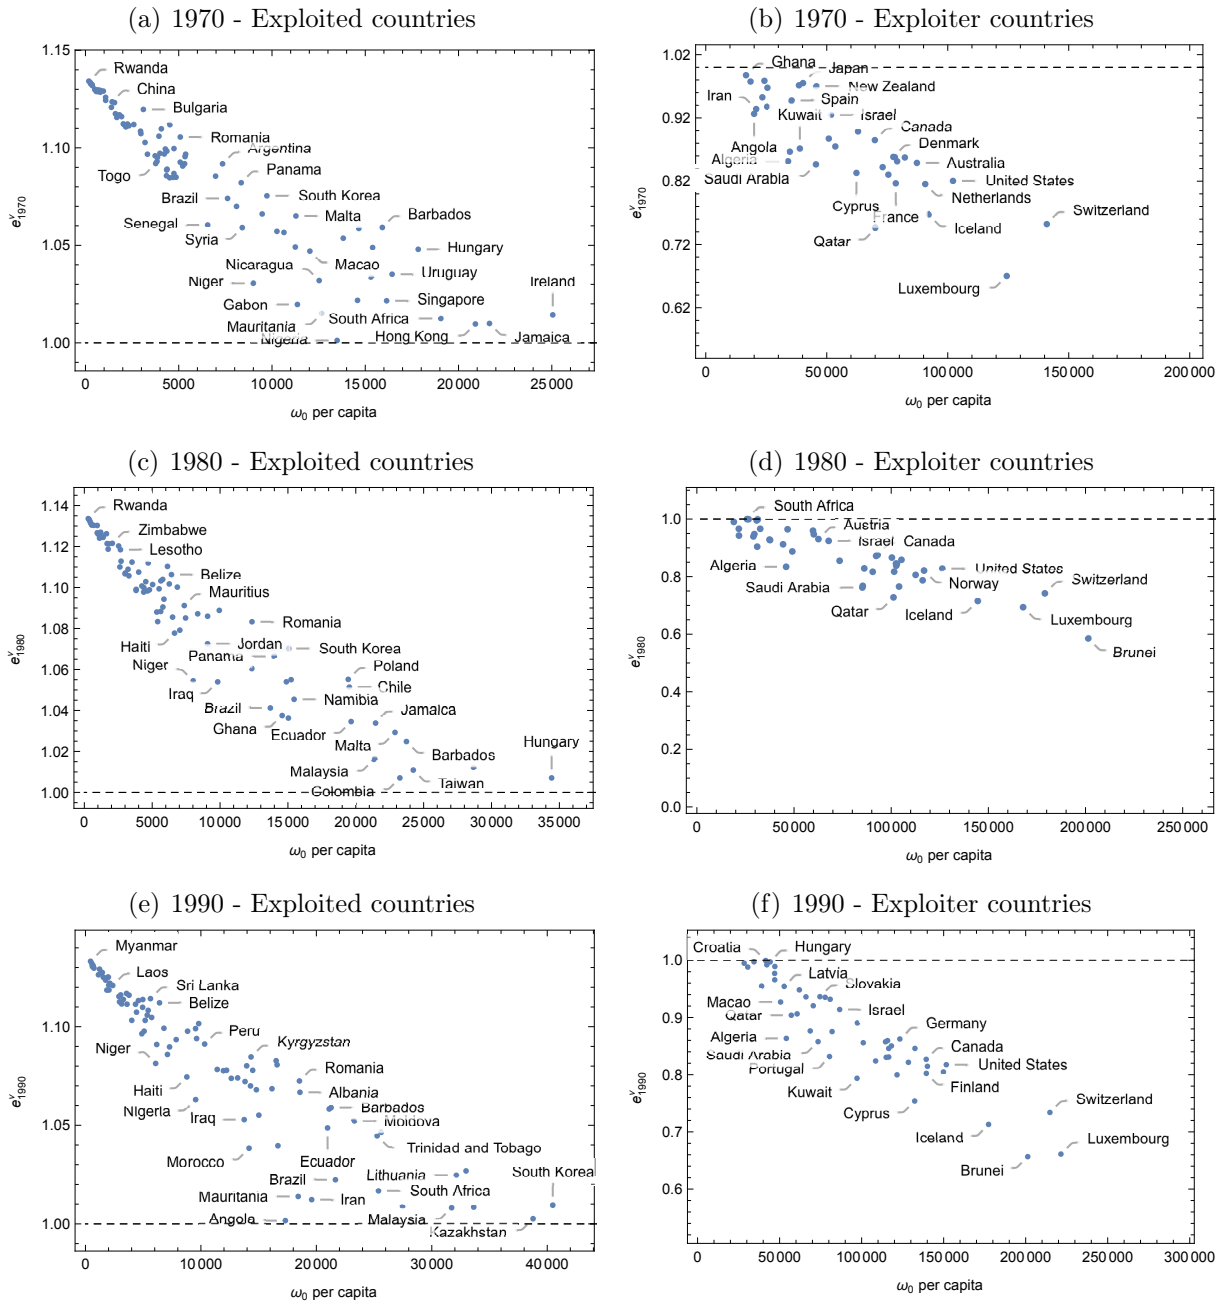 (a) 1970 - Exploited countries
1.15
1.10
1.05
1.00
e^v_1970
Rwanda
China
Bulgaria
Romania
Argentina
Togo
Panama
Brazil
South Korea
Senegal
Malta
Barbados
Syria
Hungary
Nicaragua
Macao
Niger
Uruguay
Ireland
Gabon
Singapore
Mauritania
South Africa
Nigeria
Hong Kong
Jamaica
0 5000 10000 15000 20000 25000
ω0 per capita
(b) 1970 - Exploiter countries
1.02
0.92
0.82
0.72
0.62
e^v_1970
Ghana
Japan
New Zealand
Iran
Spain
Kuwait
Israel
Canada
Angola
Denmark
Algeria
Australia
Saudi Arabia
United States
Netherlands
Cyprus
France
Switzerland
Iceland
Qatar
Luxembourg
0 50000 100000 150000 200000
ω0 per capita
(c) 1980 - Exploited countries
1.14
1.12
1.10
1.08
1.06
1.04
1.02
1.00
e^v_1980
Rwanda
Zimbabwe
Lesotho
Belize
Mauritius
Romania
Haiti
Jordan
South Korea
Panama
Niger
Poland
Iraq
Chile
Namibia
Brazil
Jamaica
Ghana
Ecuador
Malta
Hungary
Barbados
Malaysia
Taiwan
Colombia
0 5000 10000 15000 20000 25000 30000 35000
ω0 per capita
(d) 1980 - Exploiter countries
1.0
0.8
0.6
0.4
0.2
0.0
e^v_1980
South Africa
Austria
Israel
Canada
Algeria
United States
Norway
Saudi Arabia
Switzerland
Qatar
Iceland
Luxembourg
Brunei
0 50000 100000 150000 200000 250000
ω0 per capita
(e) 1990 - Exploited countries
1.10
1.05
1.00
e^v_1990
Myanmar
Laos
Sri Lanka
Belize
Peru
Niger
Kyrgyzstan
Haiti
Romania
Albania
Nigeria
Iraq
Barbados
Moldova
Morocco
Trinidad and Tobago
Ecuador
Brazil
Lithuania
South Korea
Mauritania
Iran
South Africa
Angola
Malaysia
Kazakhstan
0 10000 20000 30000 40000
ω0 per capita
(f) 1990 - Exploiter countries
1.0
0.9
0.8
0.7
0.6
e^v_1990
Croatia
Hungary
Latvia
Slovakia
Macao
Qatar
Israel
Germany
Algeria
Saudi Arabia
Canada
Portugal
United States
Kuwait
Finland
Cyprus
Switzerland
Iceland
Luxembourg
Brunei
0 50000 100000 150000 200000 250000 300000
ω0 per capita